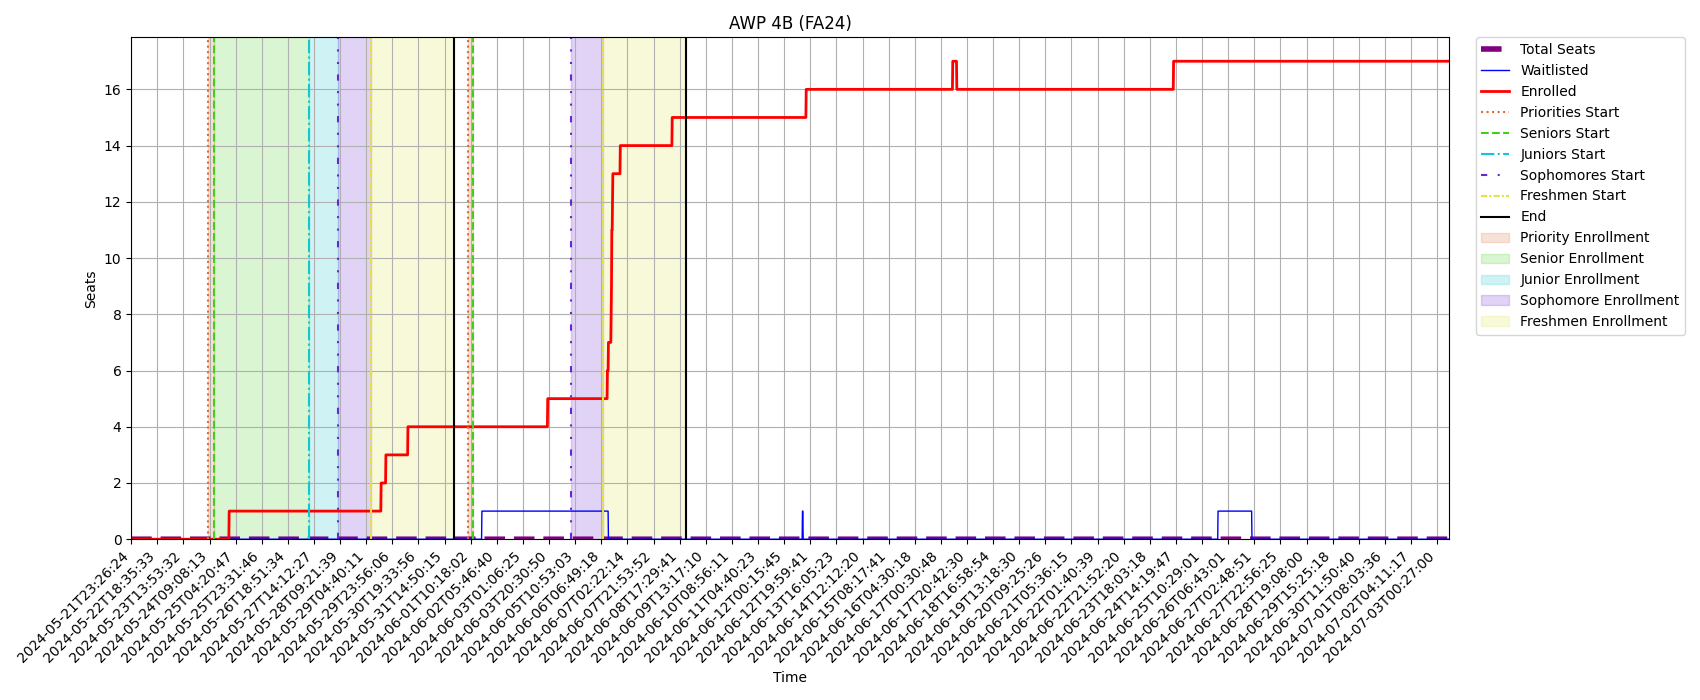 AWP 4B (FA24)
Seats
16
14
12
10
8
6
4
2
0
2024-05-21T23:26:24
2024-05-22T18:35:33
2024-05-23T13:53:32
2024-05-24T09:08:13
2024-05-25T04:20:47
2024-05-25T23:31:46
2024-05-26T18:51:34
2024-05-27T14:12:27
2024-05-28T09:21:39
2024-05-29T04:40:11
2024-05-29T23:56:06
2024-05-30T19:33:56
2024-05-31T14:50:15
2024-06-01T10:18:02
2024-06-02T05:46:40
2024-06-03T01:06:25
2024-06-03T20:30:50
2024-06-05T10:53:03
2024-06-06T06:49:18
2024-06-07T02:22:14
2024-06-07T21:53:52
2024-06-08T17:29:41
2024-06-09T13:17:10
2024-06-10T08:56:11
2024-06-11T04:40:23
2024-06-12T00:15:45
2024-06-12T19:59:41
2024-06-13T16:05:23
2024-06-14T12:12:20
2024-06-15T08:17:41
2024-06-16T04:30:18
2024-06-17T00:30:48
2024-06-17T20:42:30
2024-06-18T16:58:54
2024-06-19T13:18:30
2024-06-20T09:25:26
2024-06-21T05:36:15
2024-06-22T01:40:39
2024-06-22T21:52:20
2024-06-23T18:03:18
2024-06-24T14:19:47
2024-06-25T10:29:01
2024-06-26T06:43:01
2024-06-27T02:48:51
2024-06-27T22:56:25
2024-06-28T19:08:00
2024-06-29T15:25:18
2024-06-30T11:50:40
2024-07-01T08:03:36
2024-07-02T04:11:17
2024-07-03T00:27:00
Time
Total Seats
Waitlisted
Enrolled
Priorities Start
Seniors Start
Juniors Start
Sophomores Start
Freshmen Start
End
Priority Enrollment
Senior Enrollment
Junior Enrollment
Sophomore Enrollment
Freshmen Enrollment